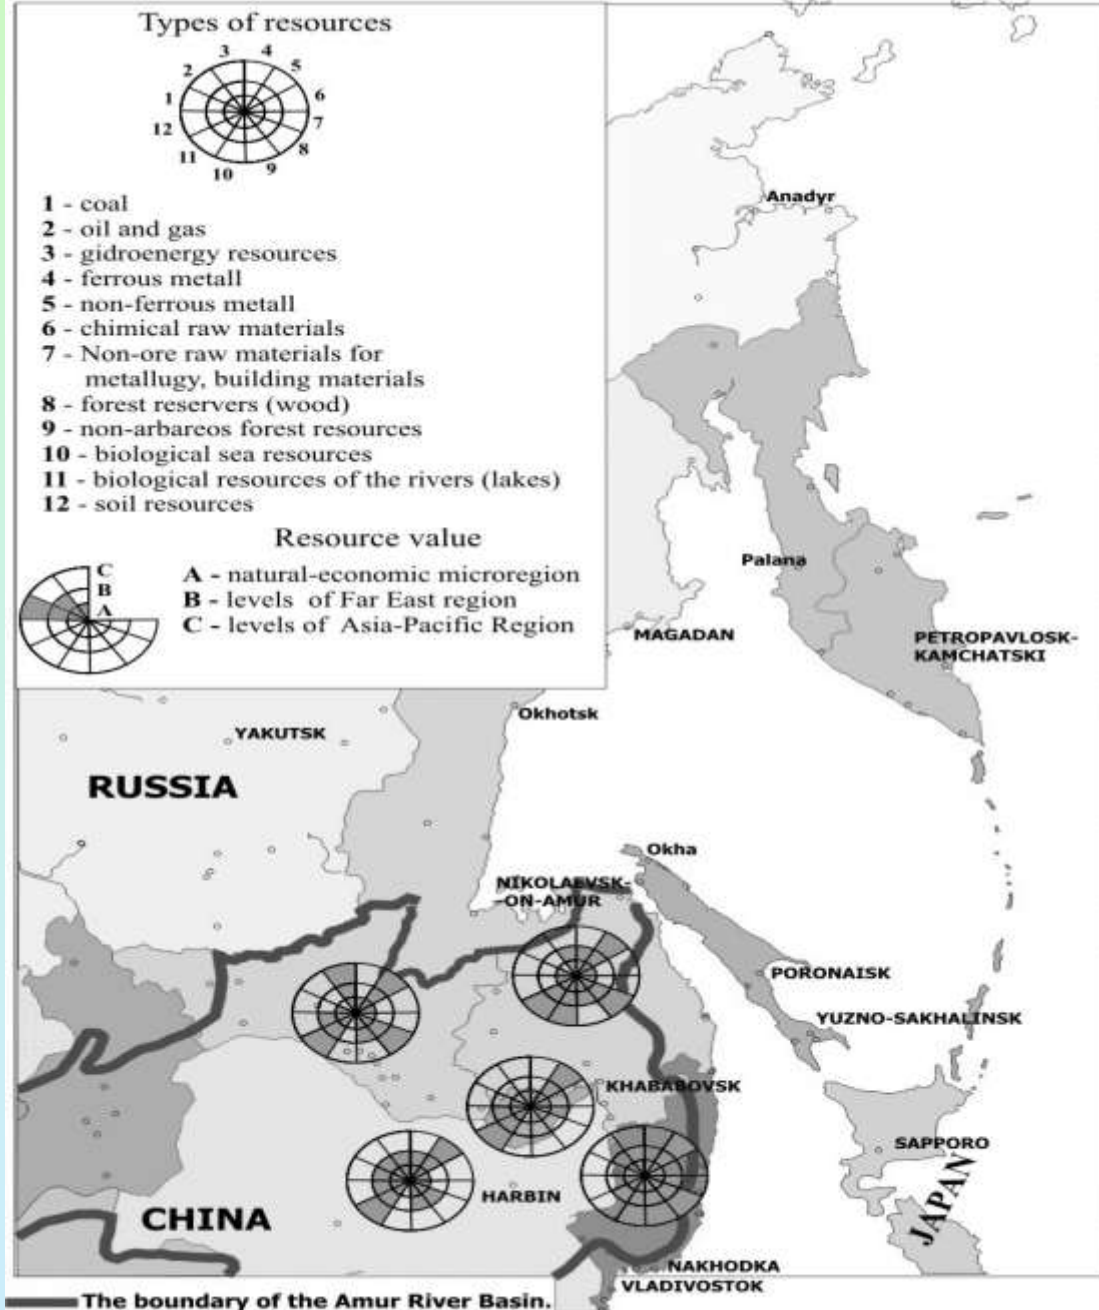 Types of resources
3 4
2 5
1 6
12 7
11 8
10 9
1 - coal
2 - oil and gas
3 - gidroenergy resources
4 - ferrous metall
5 - non-ferrous metall
6 - chimical raw materials
7 - Non-ore raw materials for
metallugy, building materials
8 - forest reservers (wood)
9 - non-arbareos forest resources
10 - biological sea resources
11 - biological resources of the rivers (lakes)
12 - soil resources
Resource value
C
B
A
A - natural-economic microregion
B - levels of Far East region
C - levels of Asia-Pacific Region
Anadyr
Palana
MAGADAN
PETROPAVLOSK-
KAMCHATSKI
Okhotsk
YAKUTSK
RUSSIA
Okha
NIKOLAEVSK-
-ON-AMUR
PORONAISK
YUZNO-SAKHALINSK
KHABABOVSK
SAPPORO
JAPAN
HARBIN
CHINA
NAKHODKA
VLADIVOSTOK
The boundary of the Amur River Basin.